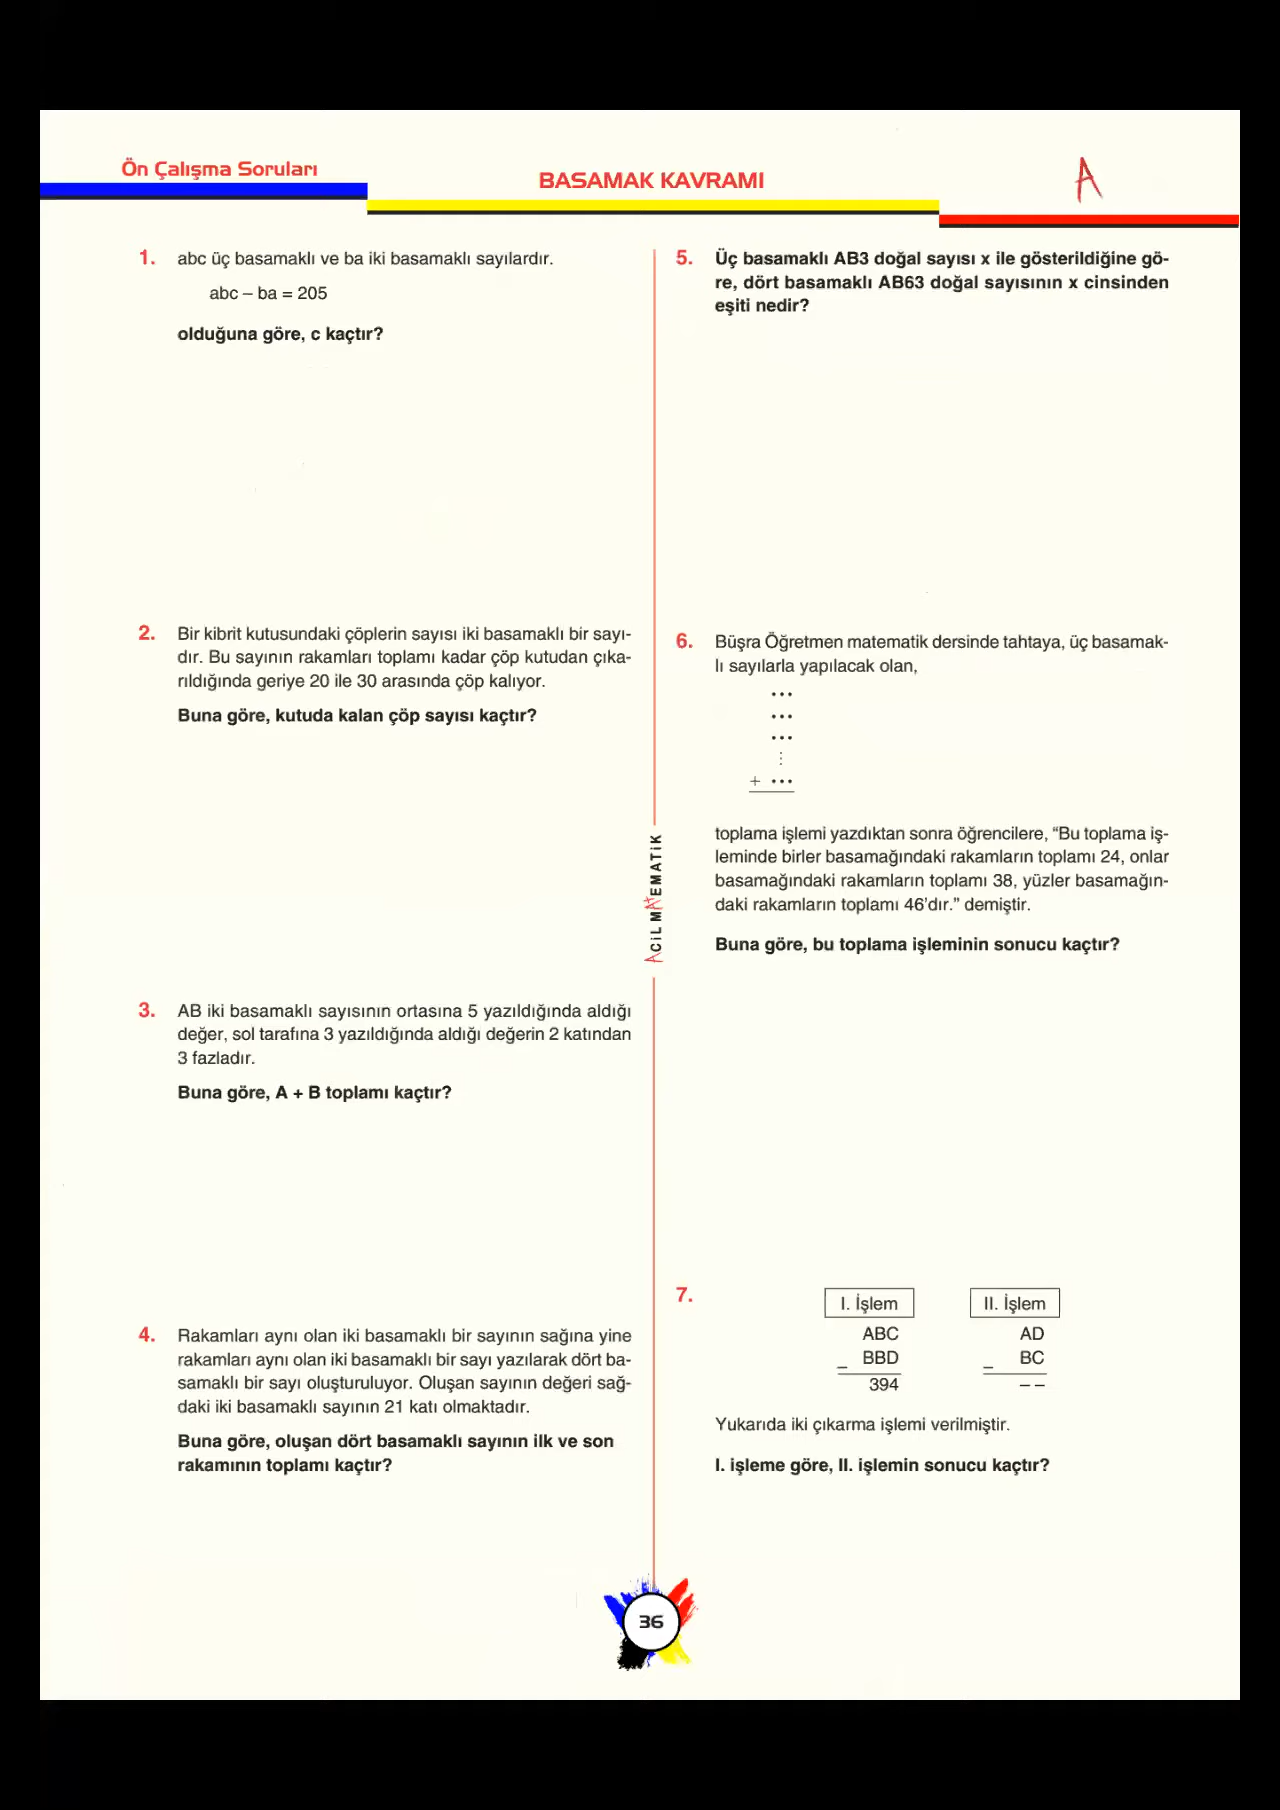 Ön Çalışma Soruları
BASAMAK KAVRAMI
A
1. abc üç basamaklı ve ba iki basamaklı sayılardır.
abc – ba = 205
olduğuna göre, c kaçtır?
2. Bir kibrit kutusundaki çöplerin sayısı iki basamaklı bir sayı-
dır. Bu sayının rakamları toplamı kadar çöp kutudan çıka-
rıldığında geriye 20 ile 30 arasında çöp kalıyor.
Buna göre, kutuda kalan çöp sayısı kaçtır?
3. AB iki basamaklı sayısının ortasına 5 yazıldığında aldığı
değer, sol tarafına 3 yazıldığında aldığı değerin 2 katından
3 fazladır.
Buna göre, A + B toplamı kaçtır?
4. Rakamları aynı olan iki basamaklı bir sayının sağına yine
rakamları aynı olan iki basamaklı bir sayı yazılarak dört ba-
samaklı bir sayı oluşturuluyor. Oluşan sayının değeri sağ-
daki iki basamaklı sayının 21 katı olmaktadır.
Buna göre, oluşan dört basamaklı sayının ilk ve son
rakamının toplamı kaçtır?
ACİL MATEMATİK
5. Üç basamaklı AB3 doğal sayısı x ile gösterildiğine gö-
re, dört basamaklı AB63 doğal sayısının x cinsinden
eşiti nedir?
6. Büşra Öğretmen matematik dersinde tahtaya, üç basamak-
lı sayılarla yapılacak olan,
•••
•••
•••
⋮
+ •••
toplama işlemi yazdıktan sonra öğrencilere, “Bu toplama iş-
leminde birler basamağındaki rakamların toplamı 24, onlar
basamağındaki rakamların toplamı 38, yüzler basamağın-
daki rakamların toplamı 46’dır.” demiştir.
Buna göre, bu toplama işleminin sonucu kaçtır?
7.
I. İşlem II. İşlem
ABC AD
_ BBD _ BC
394 – –
Yukarıda iki çıkarma işlemi verilmiştir.
I. işleme göre, II. işlemin sonucu kaçtır?
36